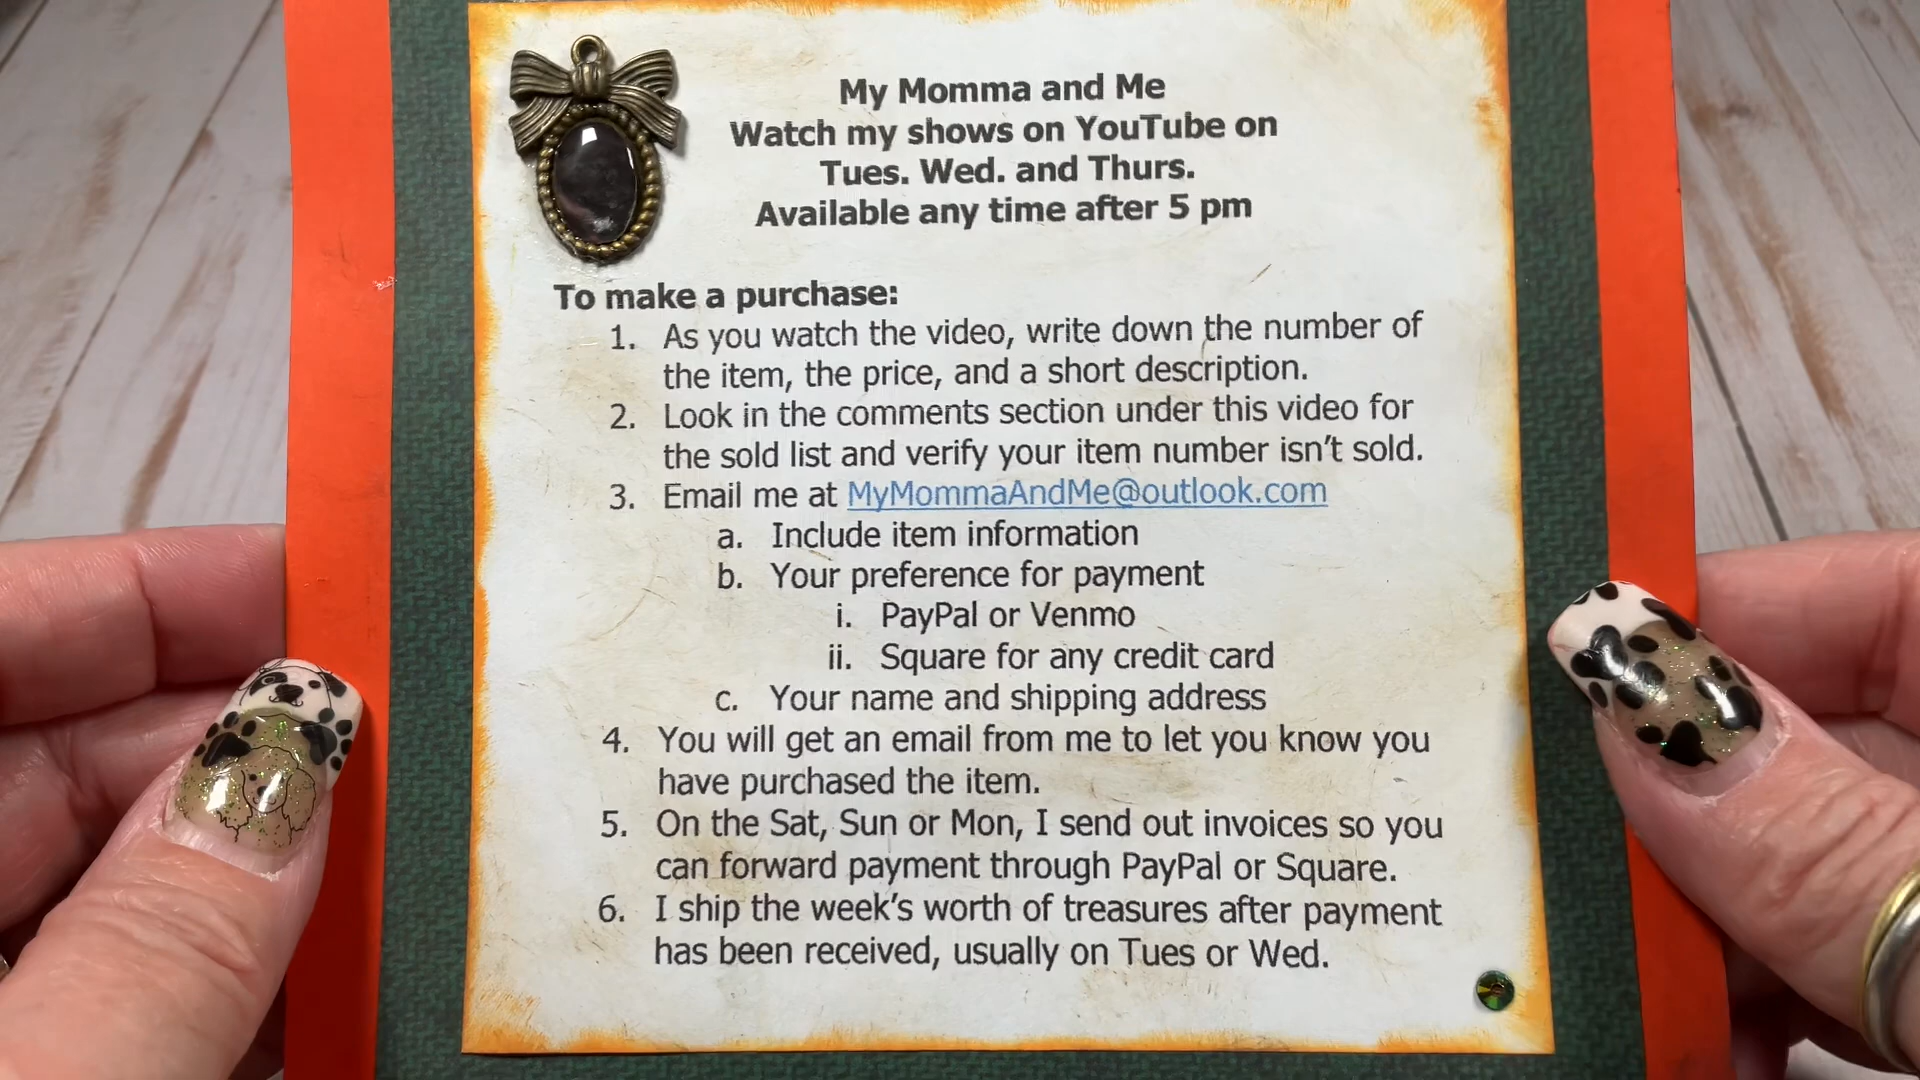 My Momma and Me
Watch my shows on YouTube on
Tues. Wed. and Thurs.
Available any time after 5 pm
To make a purchase:
1. As you watch the video, write down the number of
the item, the price, and a short description.
2. Look in the comments section under this video for
the sold list and verify your item number isn't sold.
3. Email me at MyMommaAndMe@outlook.com
a. Include item information
b. Your preference for payment
i. PayPal or Venmo
ii. Square for any credit card
c. Your name and shipping address
4. You will get an email from me to let you know you
have purchased the item.
5. On the Sat, Sun or Mon, I send out invoices so you
can forward payment through PayPal or Square.
6. I ship the week's worth of treasures after payment
has been received, usually on Tues or Wed.